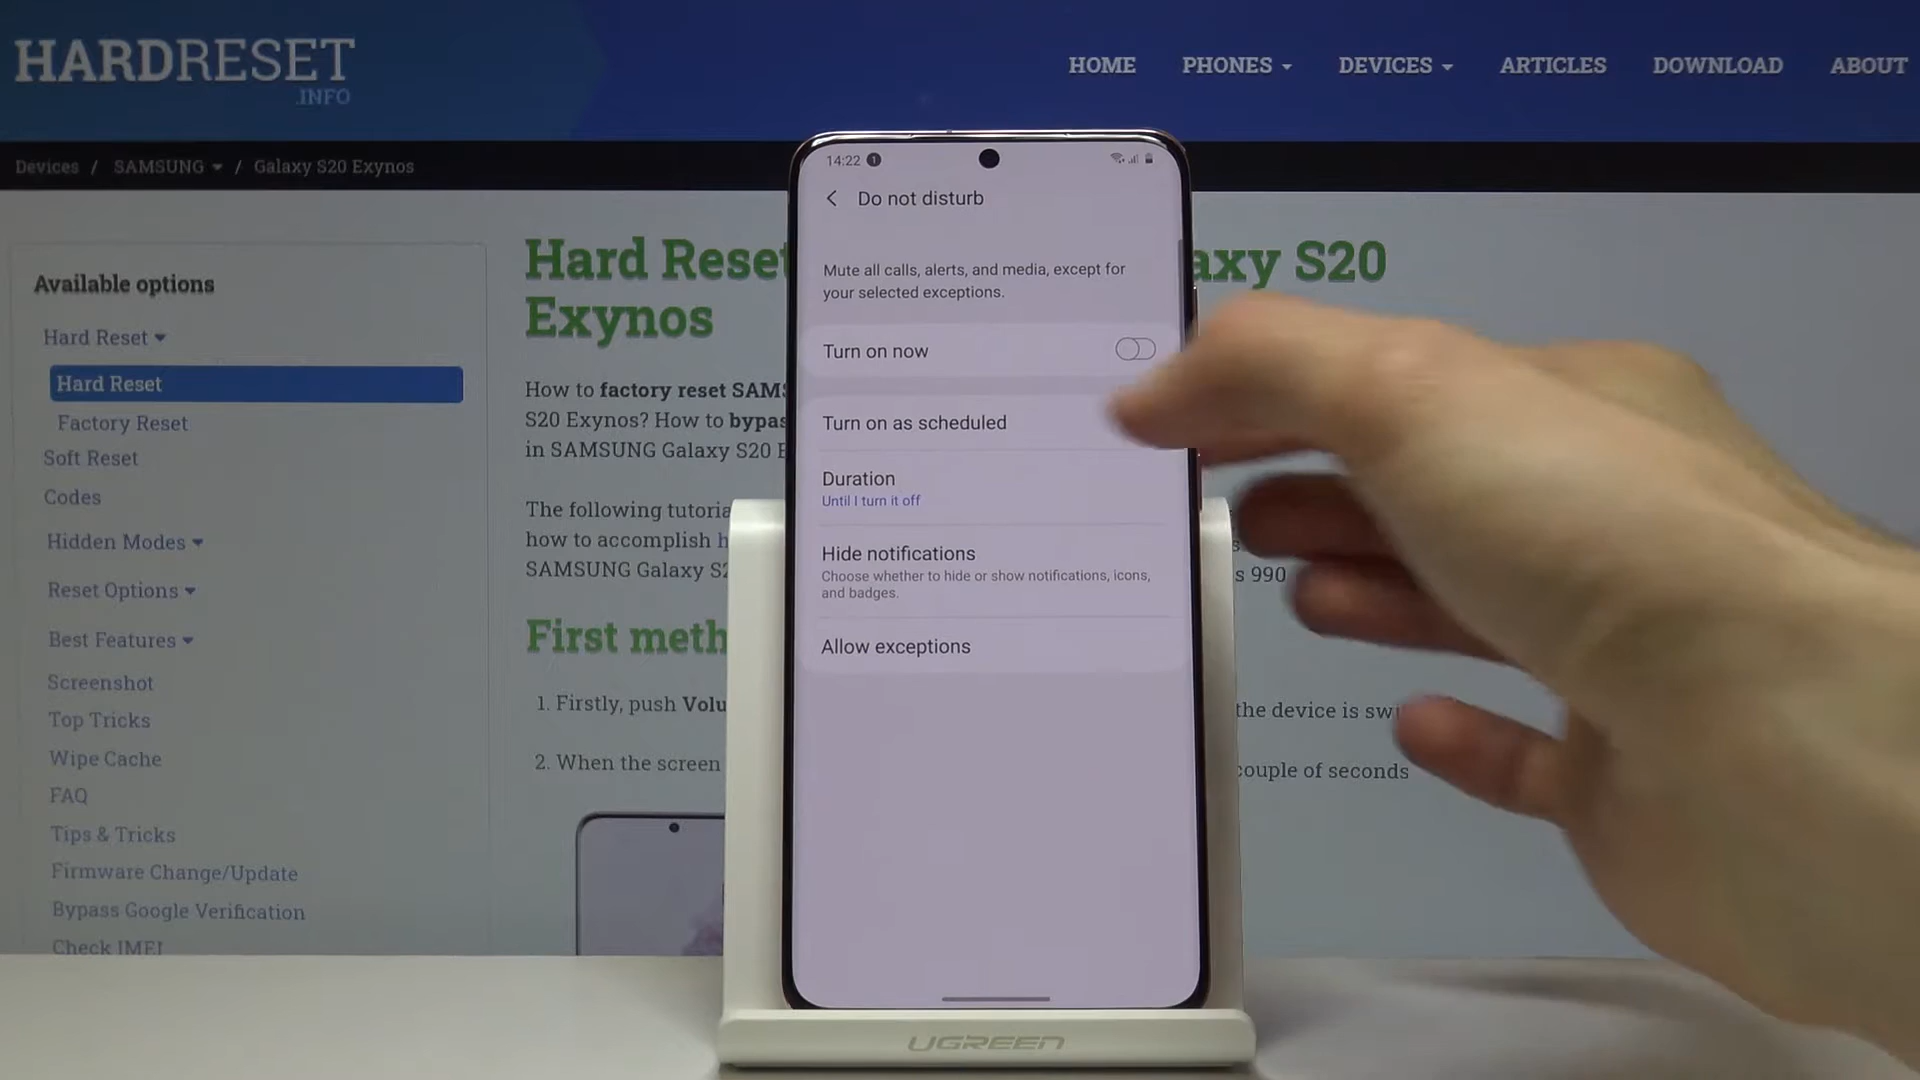 HARDRESET
.INFO
HOME PHONES DEVICES ARTICLES DOWNLOAD ABOUT
Devices / SAMSUNG / Galaxy S20 Exynos
Available options
Hard Reset
Hard Reset
Factory Reset
Soft Reset
Codes
Hidden Modes
Reset Options
Best Features
Screenshot
Top Tricks
Wipe Cache
FAQ
Tips & Tricks
Firmware Change/Update
Bypass Google Verification
Check IMEI
Hard Reset axy S20
Exynos
How to factory reset SAMS
S20 Exynos? How to bypas
in SAMSUNG Galaxy S20 E
The following tutoria
how to accomplish h
SAMSUNG Galaxy S2 s 990
First meth
1. Firstly, push Volu the device is swi
2. When the screen couple of seconds
14:22 1
Do not disturb
Mute all calls, alerts, and media, except for
your selected exceptions.
Turn on now
Turn on as scheduled
Duration
Until I turn it off
Hide notifications
Choose whether to hide or show notifications, icons,
and badges.
Allow exceptions
UGREEN